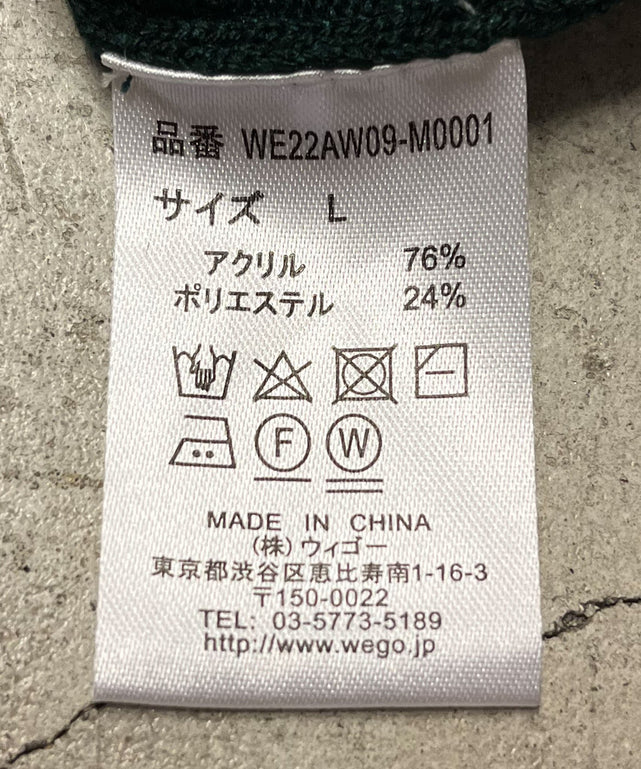 品番 WE22AW09-M0001
サイズ L
アクリル 76%
ポリエステル 24%
F W
MADE IN CHINA
(株)ウィゴー
東京都渋谷区恵比寿南1-16-3
〒150-0022
TEL: 03-5773-5189
http://www.wego.jp